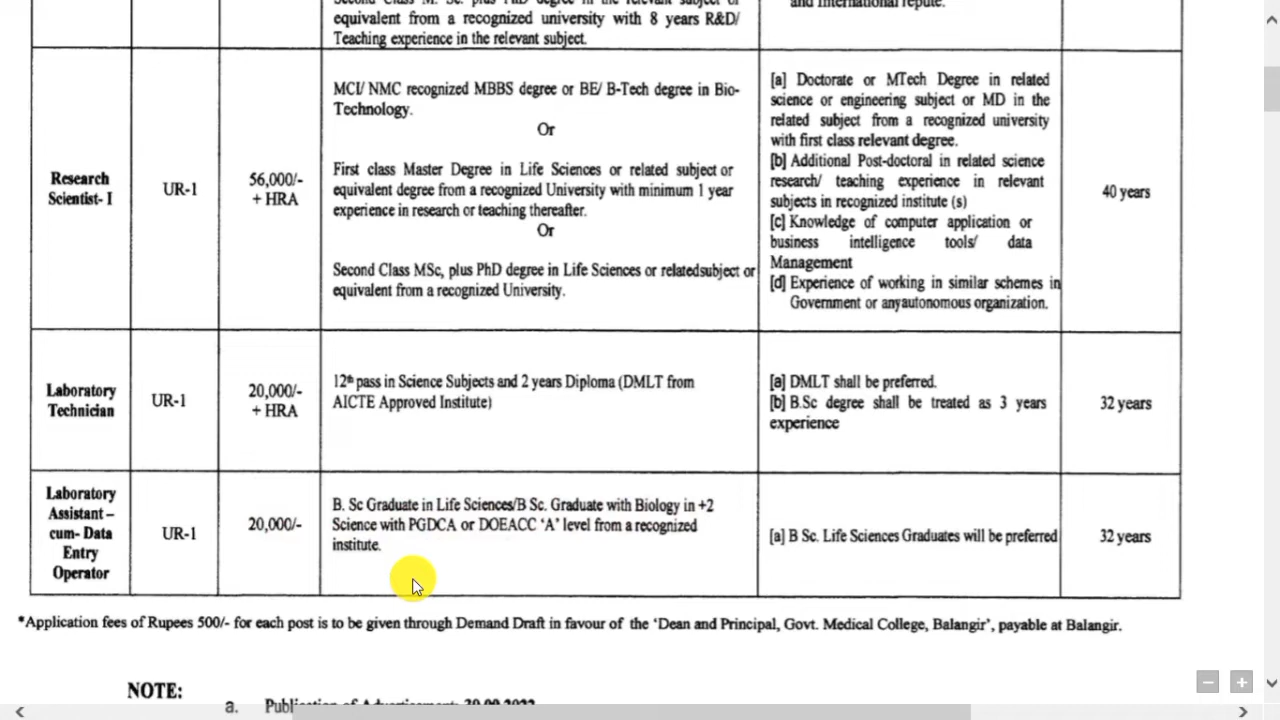 Second Class M. Sc. plus PhD degree in the relevant subject or
equivalent from a recognized university with 8 years R&D/
Teaching experience in the relevant subject.
and International repute.
Research
Scientist- I
UR-1
56,000/-
+ HRA
MCI/ NMC recognized MBBS degree or BE/ B-Tech degree in Bio-
Technology.
Or
First class Master Degree in Life Sciences or related subject or
equivalent degree from a recognized University with minimum 1 year
experience in research or teaching thereafter.
Or
Second Class MSc, plus PhD degree in Life Sciences or relatedsubject or
equivalent from a recognized University.
[a] Doctorate or MTech Degree in related
science or engineering subject or MD in the
related subject from a recognized university
with first class relevant degree.
[b] Additional Post-doctoral in related science
research/ teaching experience in relevant
subjects in recognized institute (s)
[c] Knowledge of computer application or
business intelligence tools/ data
Management
[d] Experience of working in similar schemes in
Government or anyautonomous organization.
40 years
Laboratory
Technician
UR-1
20,000/-
+ HRA
12th pass in Science Subjects and 2 years Diploma (DMLT from
AICTE Approved Institute)
[a] DMLT shall be preferred.
[b] B.Sc degree shall be treated as 3 years
experience
32 years
Laboratory
Assistant –
cum- Data
Entry
Operator
UR-1
20,000/-
B. Sc Graduate in Life Sciences/B Sc. Graduate with Biology in +2
Science with PGDCA or DOEACC ‘A’ level from a recognized
institute.
[a] B Sc. Life Sciences Graduates will be preferred
32 years
*Application fees of Rupees 500/- for each post is to be given through Demand Draft in favour of the ‘Dean and Principal, Govt. Medical College, Balangir’, payable at Balangir.
NOTE:
a. Publication of Advertisement: